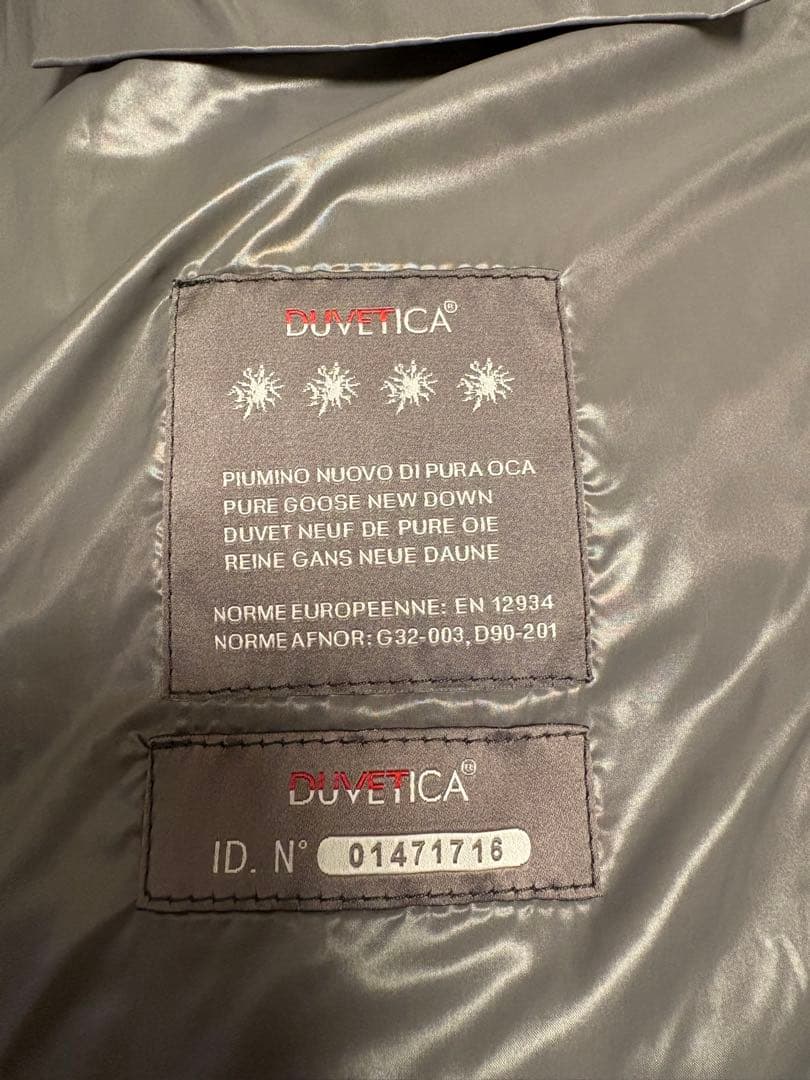 DUVETICA®
PIUMINO NUOVO DI PURA OCA
PURE GOOSE NEW DOWN
DUVET NEUF DE PURE OIE
REINE GANS NEUE DAUNE
NORME EUROPEENNE: EN 12934
NORME AFNOR: G32-003, D90-201
DUVETICA®
ID. N° 01471716